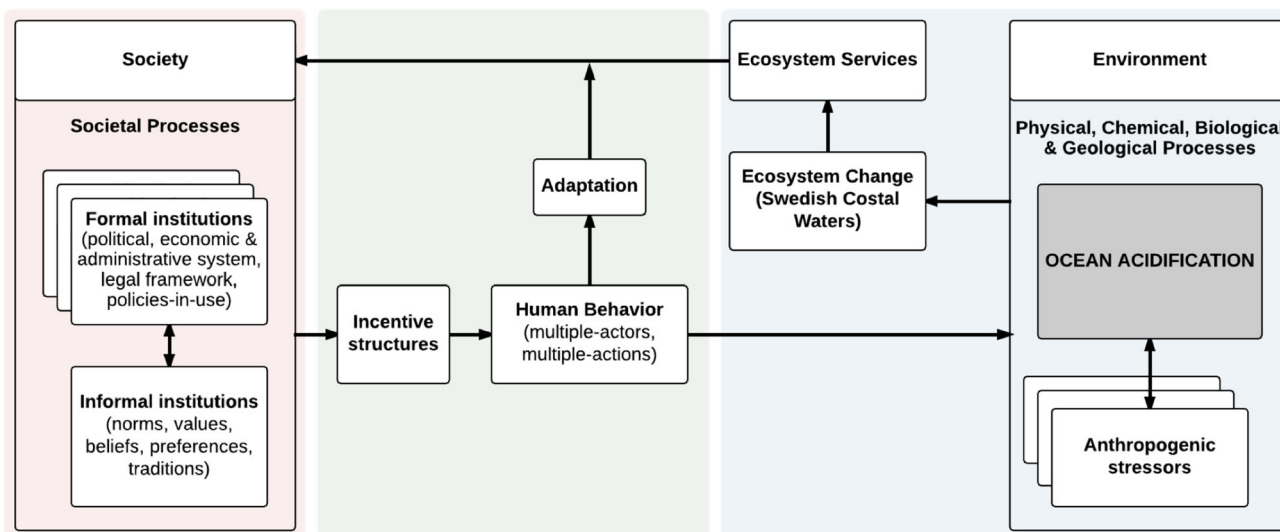 Society
Societal Processes
Formal institutions
(political, economic &
administrative system,
legal framework,
policies-in-use)
Informal institutions
(norms, values,
beliefs, preferences,
traditions)
Incentive
structures
Adaptation
Human Behavior
(multiple-actors,
multiple-actions)
Ecosystem Services
Ecosystem Change
(Swedish Costal
Waters)
Environment
Physical, Chemical, Biological
& Geological Processes
OCEAN ACIDIFICATION
Anthropogenic
stressors